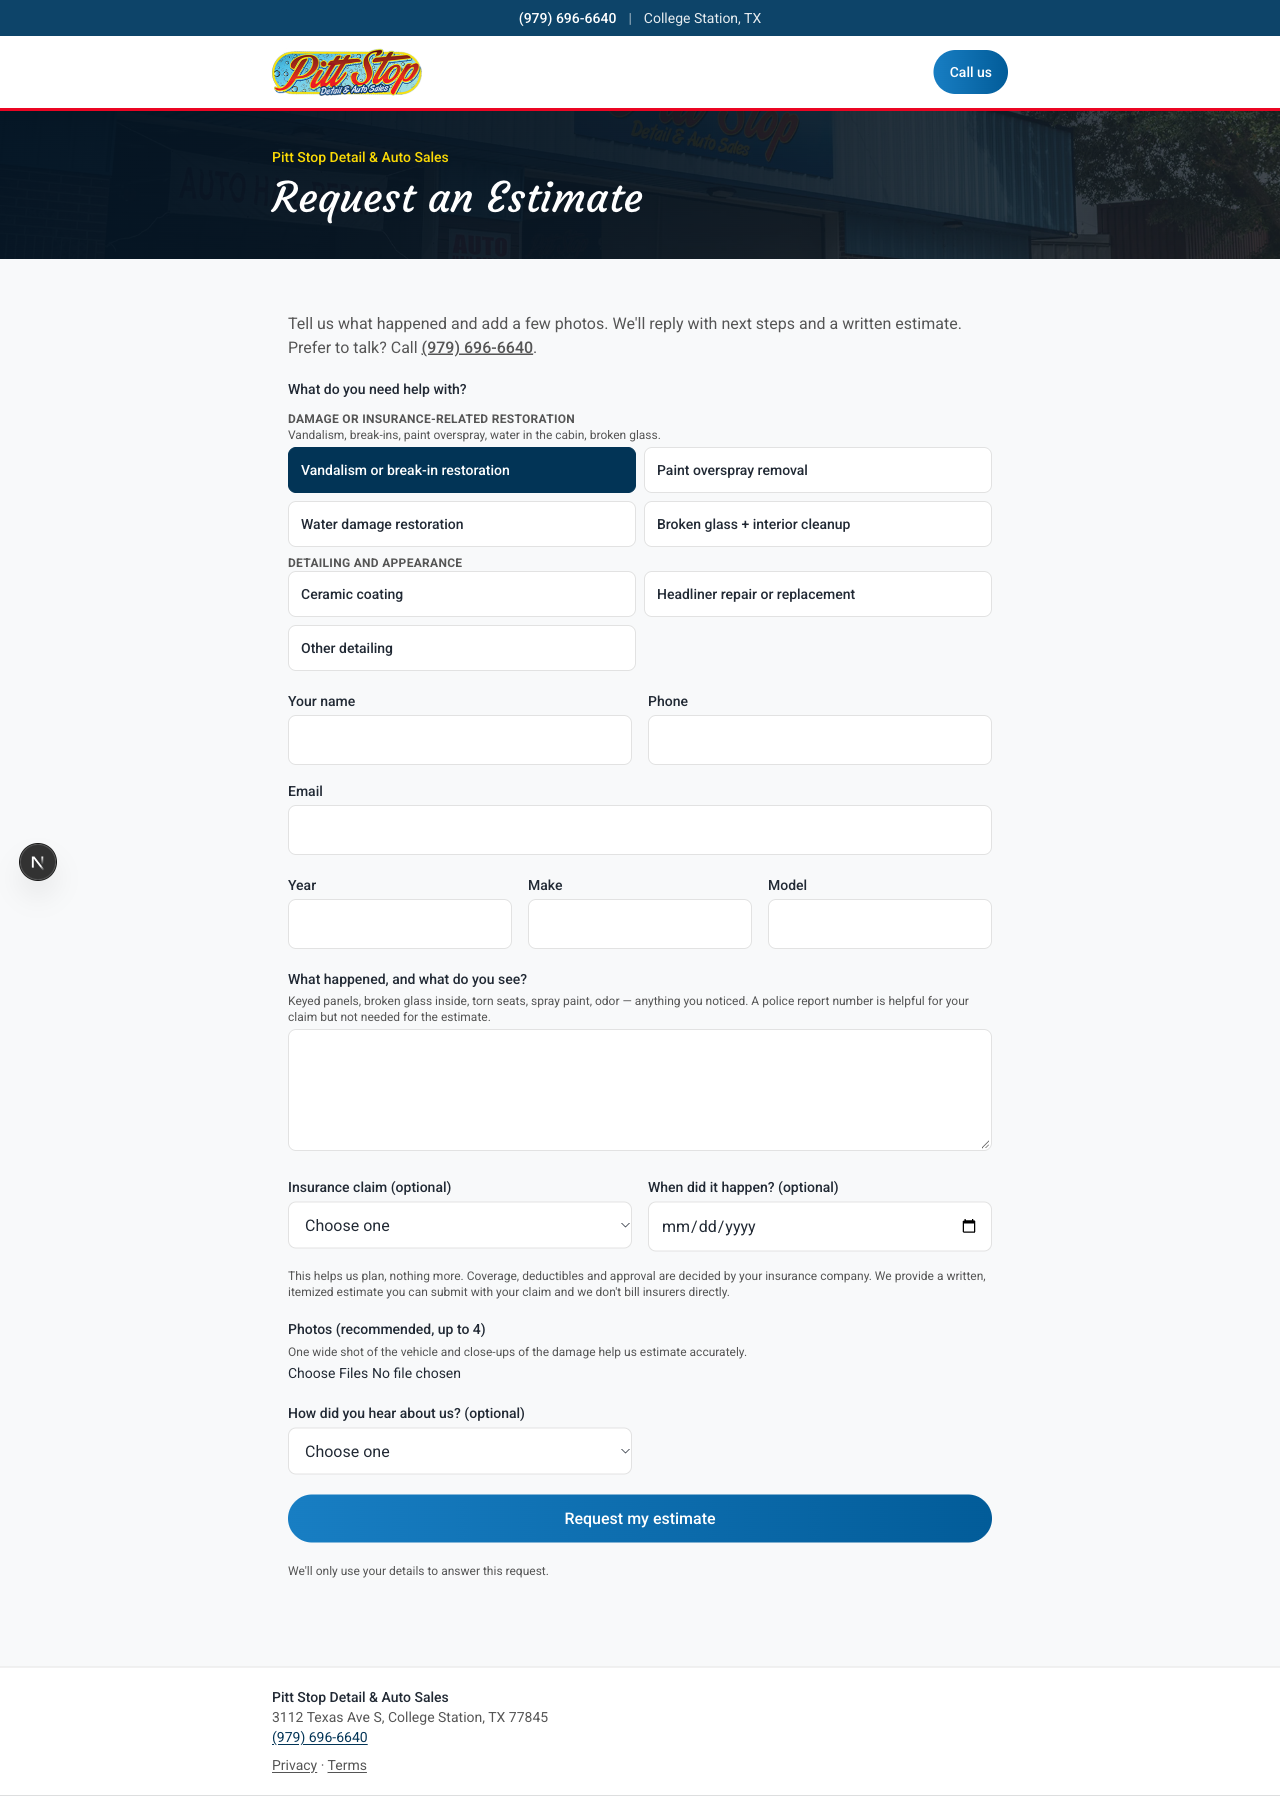 (979) 696-6640 | College Station, TX
Pitt Stop
Detail & Auto Sales
Call us
Detail & Auto Sales
AUTO
AUTO
Pitt Stop Detail & Auto Sales
Request an Estimate
Tell us what happened and add a few photos. We'll reply with next steps and a written estimate.
Prefer to talk? Call (979) 696-6640.
What do you need help with?
DAMAGE OR INSURANCE-RELATED RESTORATION
Vandalism, break-ins, paint overspray, water in the cabin, broken glass.
Vandalism or break-in restoration
Paint overspray removal
Water damage restoration
Broken glass + interior cleanup
DETAILING AND APPEARANCE
Ceramic coating
Headliner repair or replacement
Other detailing
Your name
Phone
Email
Year
Make
Model
What happened, and what do you see?
Keyed panels, broken glass inside, torn seats, spray paint, odor — anything you noticed. A police report number is helpful for your
claim but not needed for the estimate.
Insurance claim (optional)
When did it happen? (optional)
Choose one
mm/dd/yyyy
This helps us plan, nothing more. Coverage, deductibles and approval are decided by your insurance company. We provide a written,
itemized estimate you can submit with your claim and we don't bill insurers directly.
Photos (recommended, up to 4)
One wide shot of the vehicle and close-ups of the damage help us estimate accurately.
Choose Files No file chosen
How did you hear about us? (optional)
Choose one
Request my estimate
We'll only use your details to answer this request.
Pitt Stop Detail & Auto Sales
3112 Texas Ave S, College Station, TX 77845
(979) 696-6640
Privacy · Terms
N